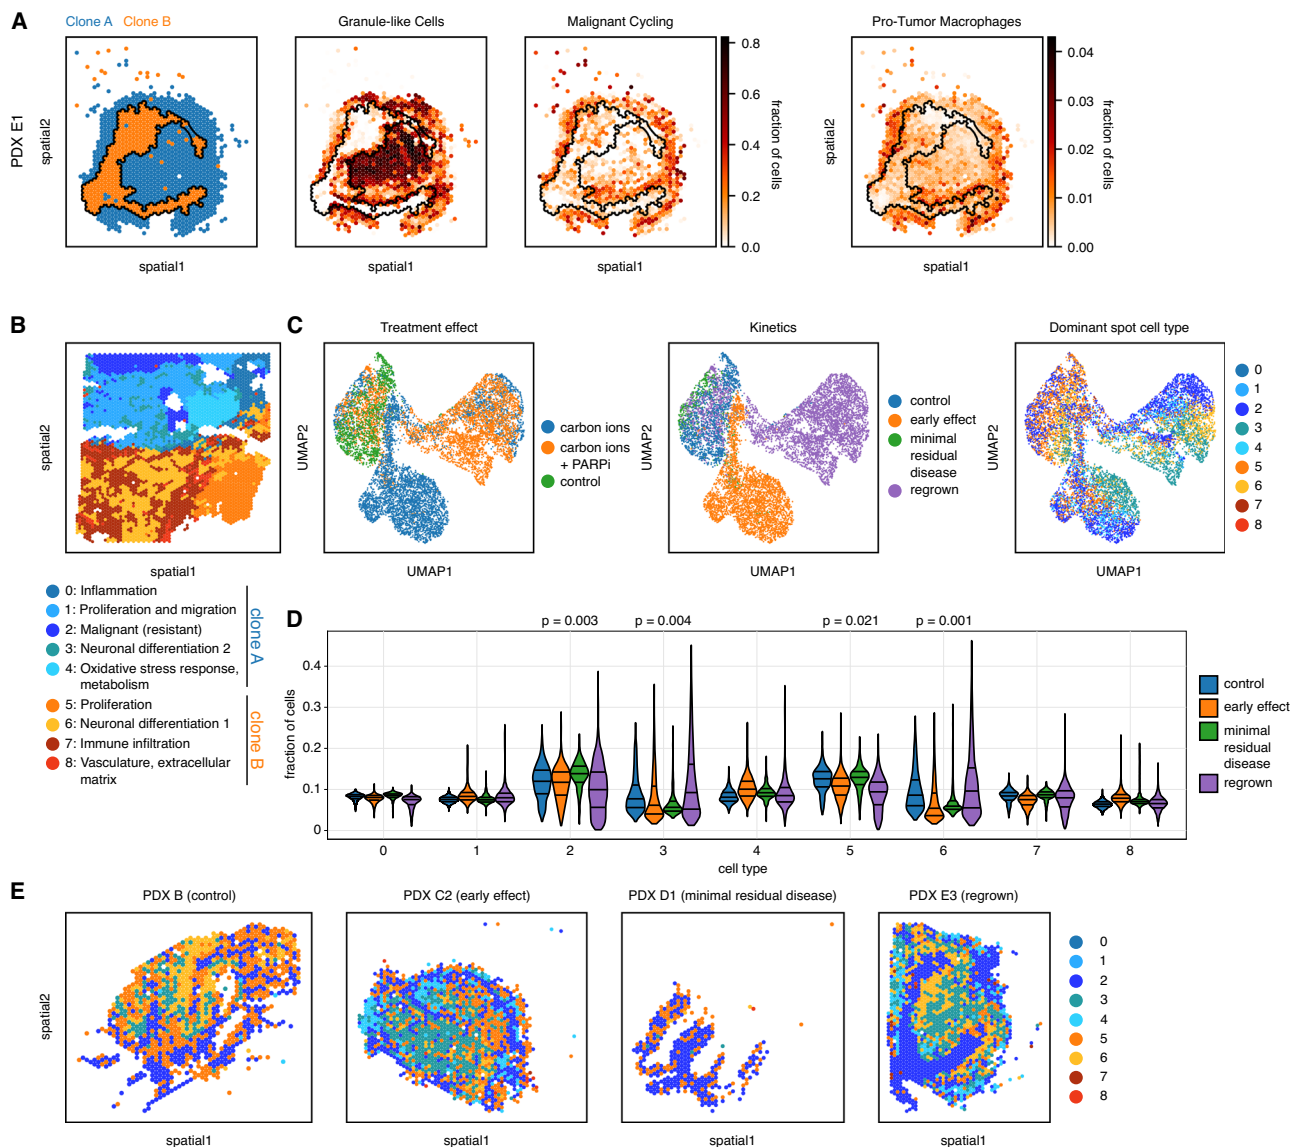 A
Clone A Clone B
Granule-like Cells
Malignant Cycling
Pro-Tumor Macrophages
PDX E1
spatial2
spatial1
spatial1
spatial1
0.8
0.6
0.4
0.2
0.0
fraction of cells
spatial2
spatial1
0.04
0.03
0.02
0.01
0.00
fraction of cells
B
spatial2
spatial1
0: Inflammation
1: Proliferation and migration
2: Malignant (resistant)
3: Neuronal differentiation 2
4: Oxidative stress response,
metabolism
clone A
5: Proliferation
6: Neuronal differentiation 1
7: Immune infiltration
8: Vasculature, extracellular
matrix
clone B
C
Treatment effect
UMAP2
UMAP1
carbon ions
carbon ions
+ PARPi
control
Kinetics
UMAP2
UMAP1
control
early effect
minimal
residual
disease
regrown
Dominant spot cell type
UMAP2
UMAP1
0
1
2
3
4
5
6
7
8
D
p = 0.003
p = 0.004
p = 0.021
p = 0.001
fraction of cells
0.4
0.3
0.2
0.1
0
0 1 2 3 4 5 6 7 8
cell type
control
early effect
minimal
residual
disease
regrown
E
PDX B (control)
PDX C2 (early effect)
PDX D1 (minimal residual disease)
PDX E3 (regrown)
spatial2
spatial1
spatial1
spatial1
spatial1
0
1
2
3
4
5
6
7
8